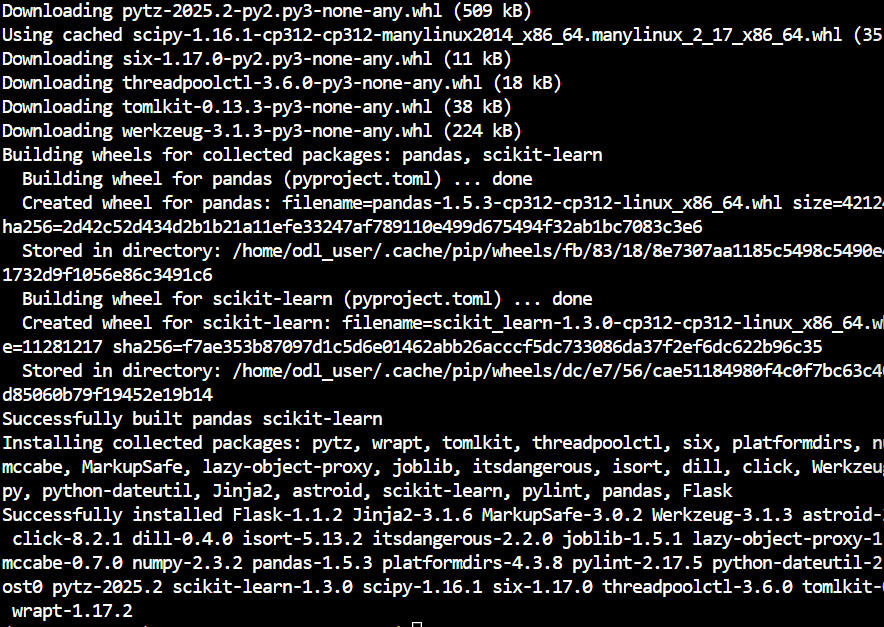 Downloading pytz-2025.2-py2.py3-none-any.whl (509 kB)
Using cached scipy-1.16.1-cp312-cp312-manylinux2014_x86_64.manylinux_2_17_x86_64.whl (35
Downloading six-1.17.0-py2.py3-none-any.whl (11 kB)
Downloading threadpoolctl-3.6.0-py3-none-any.whl (18 kB)
Downloading tomlkit-0.13.3-py3-none-any.whl (38 kB)
Downloading werkzeug-3.1.3-py3-none-any.whl (224 kB)
Building wheels for collected packages: pandas, scikit-learn
  Building wheel for pandas (pyproject.toml) ... done
  Created wheel for pandas: filename=pandas-1.5.3-cp312-cp312-linux_x86_64.whl size=42124
ha256=2d42c52d434d2b1b21a11efe33247af789110e499d675494f32ab1bc7083c3e6
  Stored in directory: /home/odl_user/.cache/pip/wheels/fb/83/18/8e7307aa1185c5498c5490e4
1732d9f1056e86c3491c6
  Building wheel for scikit-learn (pyproject.toml) ... done
  Created wheel for scikit-learn: filename=scikit_learn-1.3.0-cp312-cp312-linux_x86_64.wh
e=11281217 sha256=f7ae353b87097d1c5d6e01462abb26acccf5dc733086da37f2ef6dc622b96c35
  Stored in directory: /home/odl_user/.cache/pip/wheels/dc/e7/56/cae51184980f4c0f7bc63c40
d85060b79f19452e19b14
Successfully built pandas scikit-learn
Installing collected packages: pytz, wrapt, tomlkit, threadpoolctl, six, platformdirs, nu
mccabe, MarkupSafe, lazy-object-proxy, joblib, itsdangerous, isort, dill, click, Werkzeug
py, python-dateutil, Jinja2, astroid, scikit-learn, pylint, pandas, Flask
Successfully installed Flask-1.1.2 Jinja2-3.1.6 MarkupSafe-3.0.2 Werkzeug-3.1.3 astroid-
 click-8.2.1 dill-0.4.0 isort-5.13.2 itsdangerous-2.2.0 joblib-1.5.1 lazy-object-proxy-1
mccabe-0.7.0 numpy-2.3.2 pandas-1.5.3 platformdirs-4.3.8 pylint-2.17.5 python-dateutil-2
ost0 pytz-2025.2 scikit-learn-1.3.0 scipy-1.16.1 six-1.17.0 threadpoolctl-3.6.0 tomlkit-
 wrapt-1.17.2